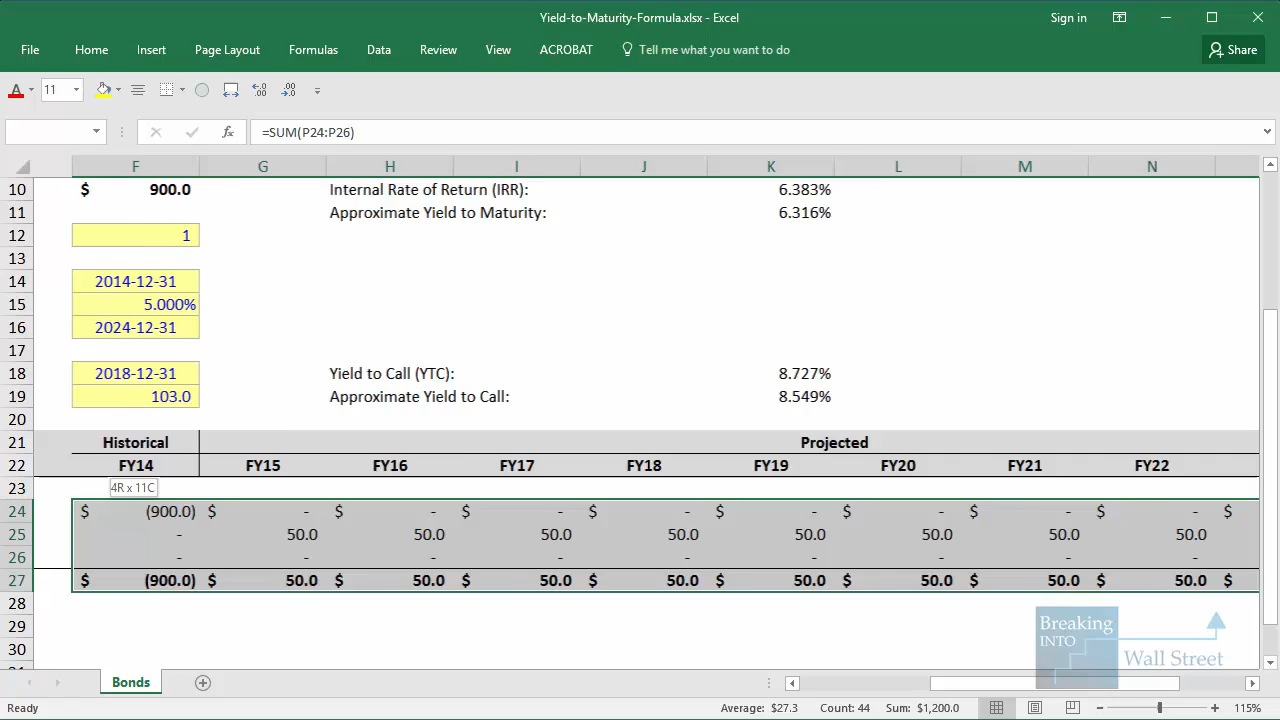 Yield-to-Maturity-Formula.xlsx - Excel
Sign in
File Home Insert Page Layout Formulas Data Review View ACROBAT Tell me what you want to do Share
A 11 ←.0 .00 .00 →.0
fx =SUM(P24:P26)
F G H I J K L M N
10 $ 900.0 Internal Rate of Return (IRR): 6.383%
11 Approximate Yield to Maturity: 6.316%
12 1
13
14 2014-12-31
15 5.000%
16 2024-12-31
17
18 2018-12-31 Yield to Call (YTC): 8.727%
19 103.0 Approximate Yield to Call: 8.549%
20
21 Historical Projected
22 FY14 FY15 FY16 FY17 FY18 FY19 FY20 FY21 FY22
23 4R x 11C
24 $ (900.0) $ - $ - $ - $ - $ - $ - $ - $ - $
25 - 50.0 50.0 50.0 50.0 50.0 50.0 50.0 50.0
26 - - - - - - - - -
27 $ (900.0) $ 50.0 $ 50.0 $ 50.0 $ 50.0 $ 50.0 $ 50.0 $ 50.0 $ 50.0 $
28
29
30
Breaking
INTO
Wall Street
Bonds
Ready Average: $27.3 Count: 44 Sum: $1,200.0 115%